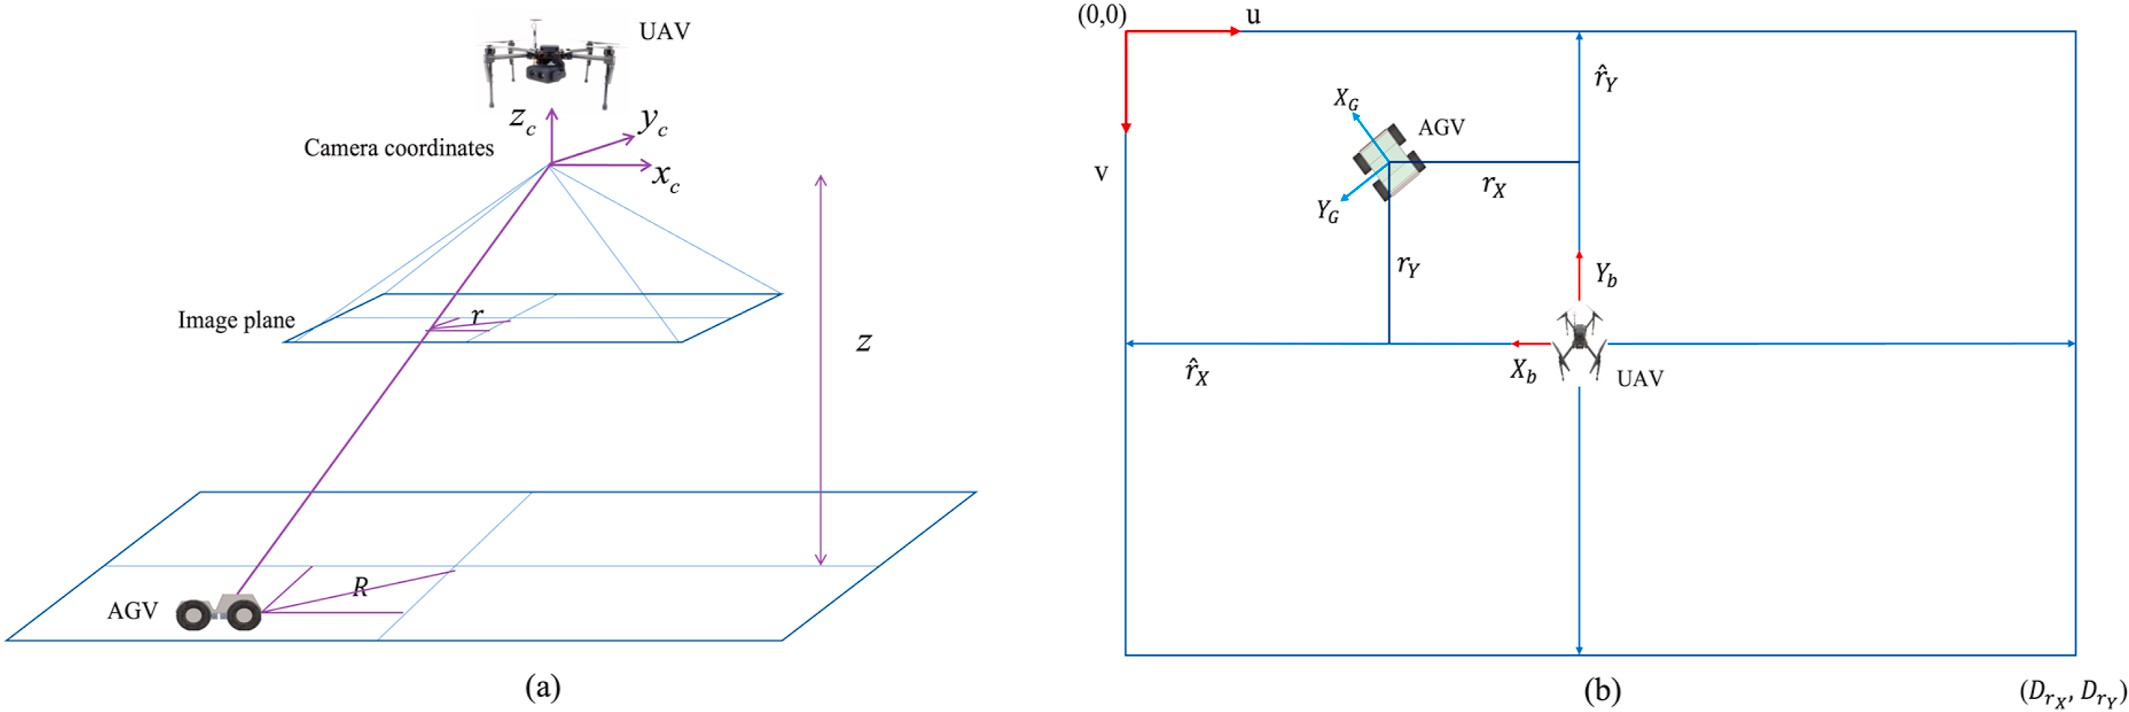 UAV
z_c
y_c
Camera coordinates
x_c
Image plane
r
z
R
AGV
(a)
(0,0)
u
v
r̂_Y
X_G
AGV
r_X
Y_G
r_Y
Y_b
r̂_X
X_b
UAV
(b)
(D_{r_X}, D_{r_Y})